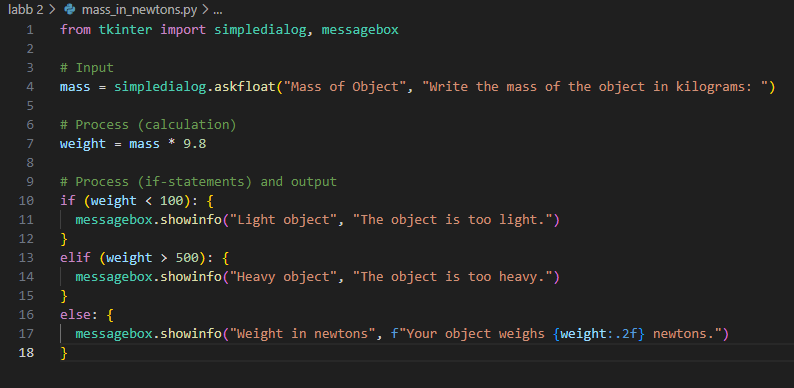 labb 2 > mass_in_newtons.py > ...
1 from tkinter import simpledialog, messagebox
2
3 # Input
4 mass = simpledialog.askfloat("Mass of Object", "Write the mass of the object in kilograms: ")
5
6 # Process (calculation)
7 weight = mass * 9.8
8
9 # Process (if-statements) and output
10 if (weight < 100): {
11   messagebox.showinfo("Light object", "The object is too light.")
12 }
13 elif (weight > 500): {
14   messagebox.showinfo("Heavy object", "The object is too heavy.")
15 }
16 else: {
17   messagebox.showinfo("Weight in newtons", f"Your object weighs {weight:.2f} newtons.")
18 }